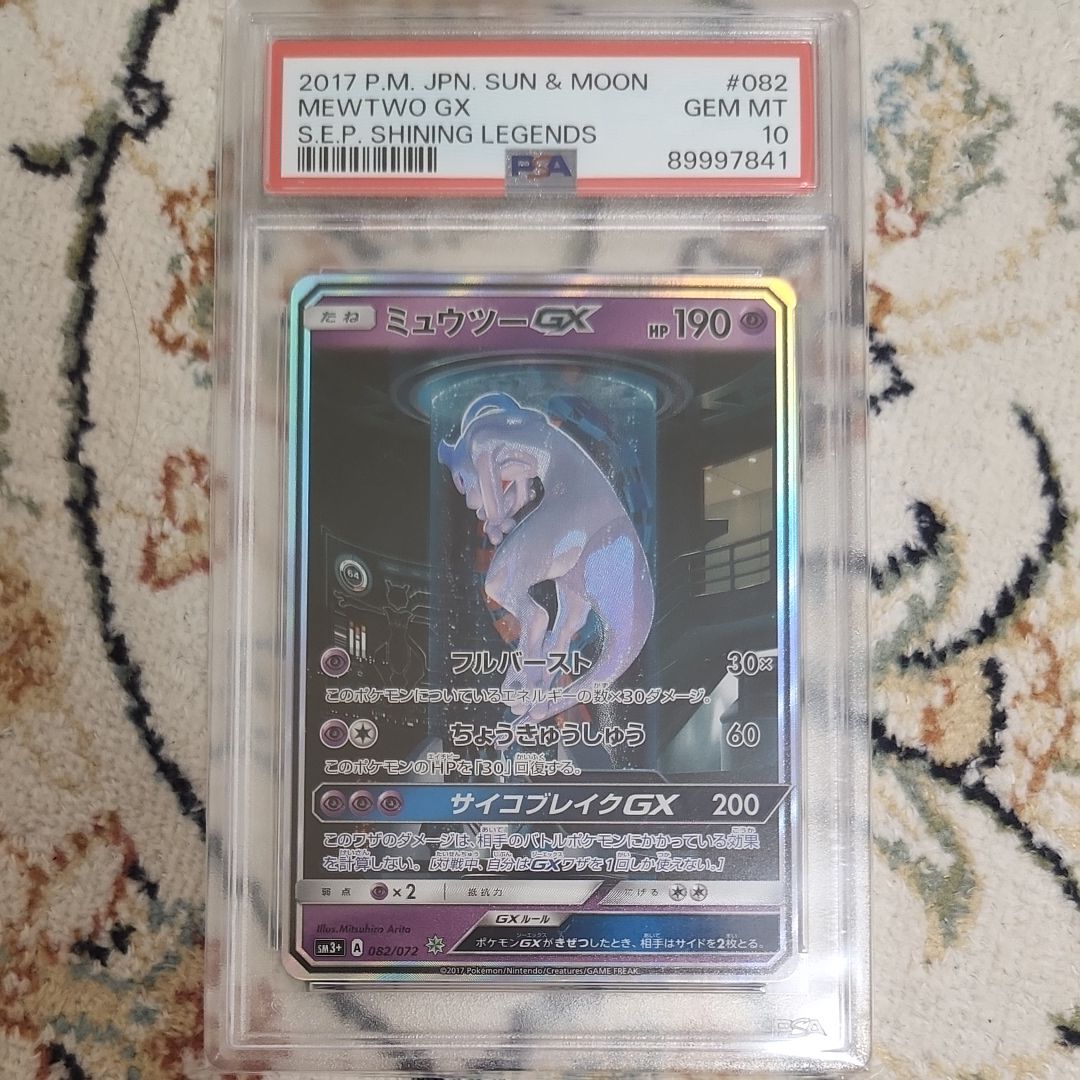 2017 P.M. JPN. SUN & MOON #082
MEWTWO GX GEM MT
S.E.P. SHINING LEGENDS 10
PSA 89997841
たね ミュウツーGX HP 190
64
フルバースト 30×
このポケモンについているエネルギーの数×30ダメージ。
ちょうきゅうしゅう 60
このポケモンのHPを「30」回復する。
サイコブレイクGX 200
このワザのダメージは、相手のバトルポケモンにかかっている効果
を計算しない。[対戦中、自分はGXワザを1回しか使えない。]
弱点 ×2 抵抗力 にげる
Illus.Mitsuhiro Arita GXルール
SM3+ A 082/072 ポケモンGXがきぜつしたとき、相手はサイドを2枚とる。
©2017 Pokémon/Nintendo/Creatures/GAME FREAK.
PSA